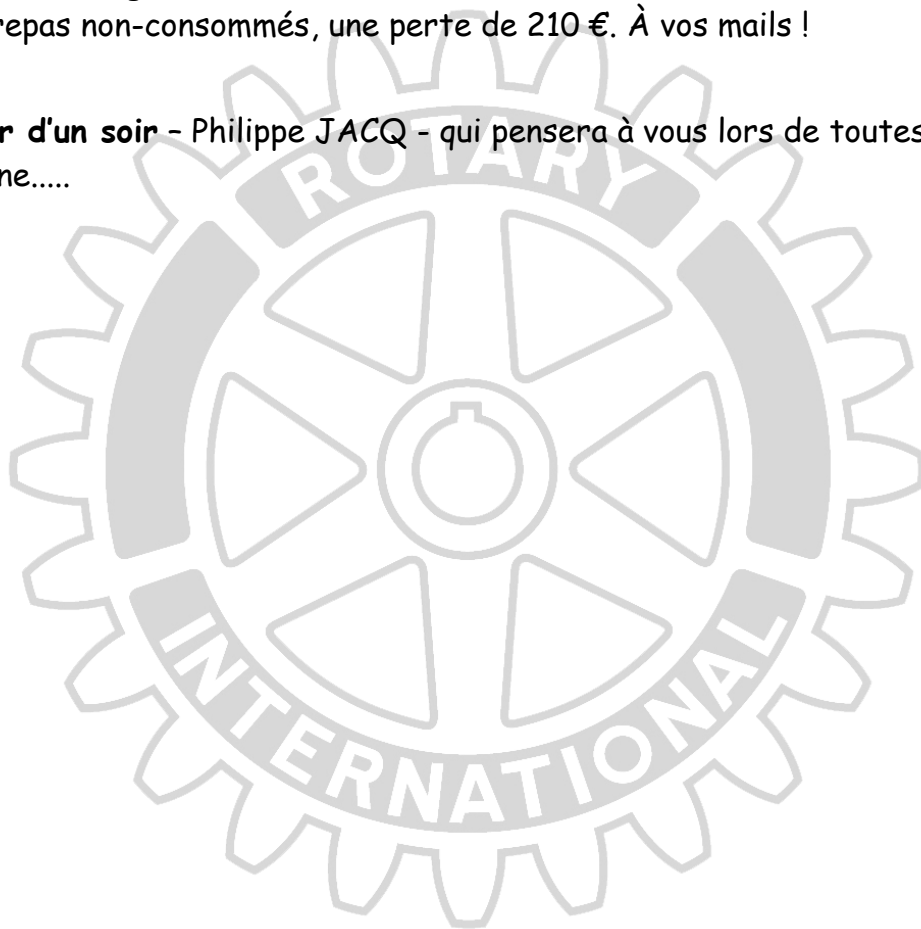 repas non-consommés, une perte de 210 €. À vos mails !
r d'un soir – Philippe JACQ - qui pensera à vous lors de toutes
ne.....
ROTARY
INTERNATIONAL